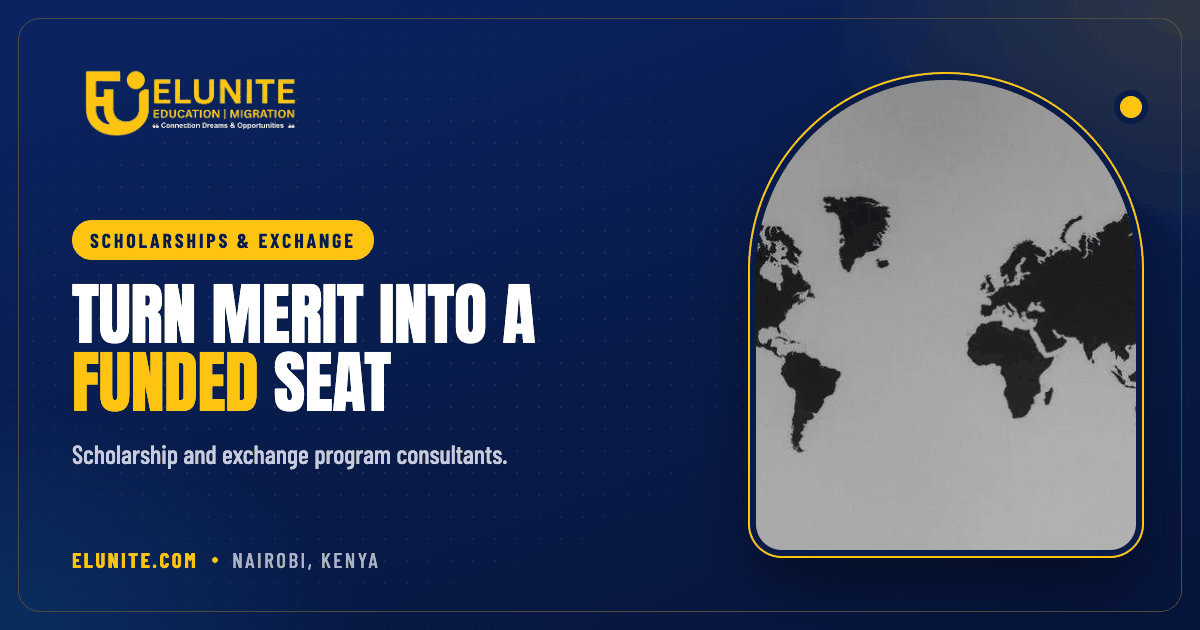 ELUNITE
EDUCATION | MIGRATION
❝ Connection Dreams & Opportunities ❞
SCHOLARSHIPS & EXCHANGE
TURN MERIT INTO A
FUNDED SEAT
Scholarship and exchange program consultants.
ELUNITE.COM • NAIROBI, KENYA